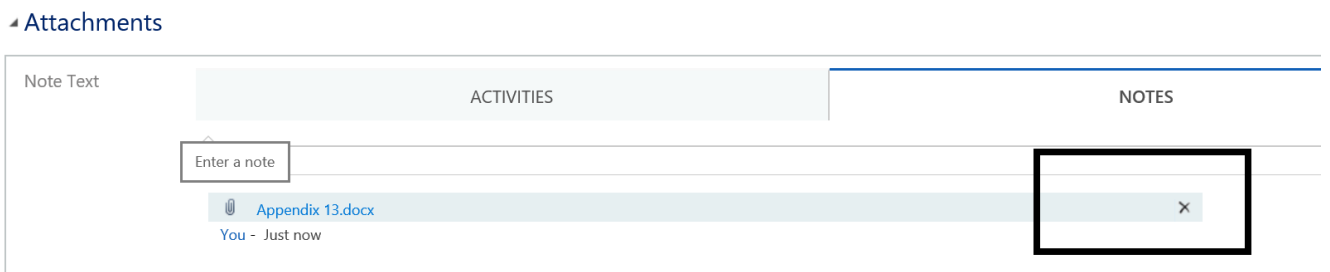 Attachments
Note Text
ACTIVITIES
NOTES
Enter a note
Appendix 13.docx
You - Just now